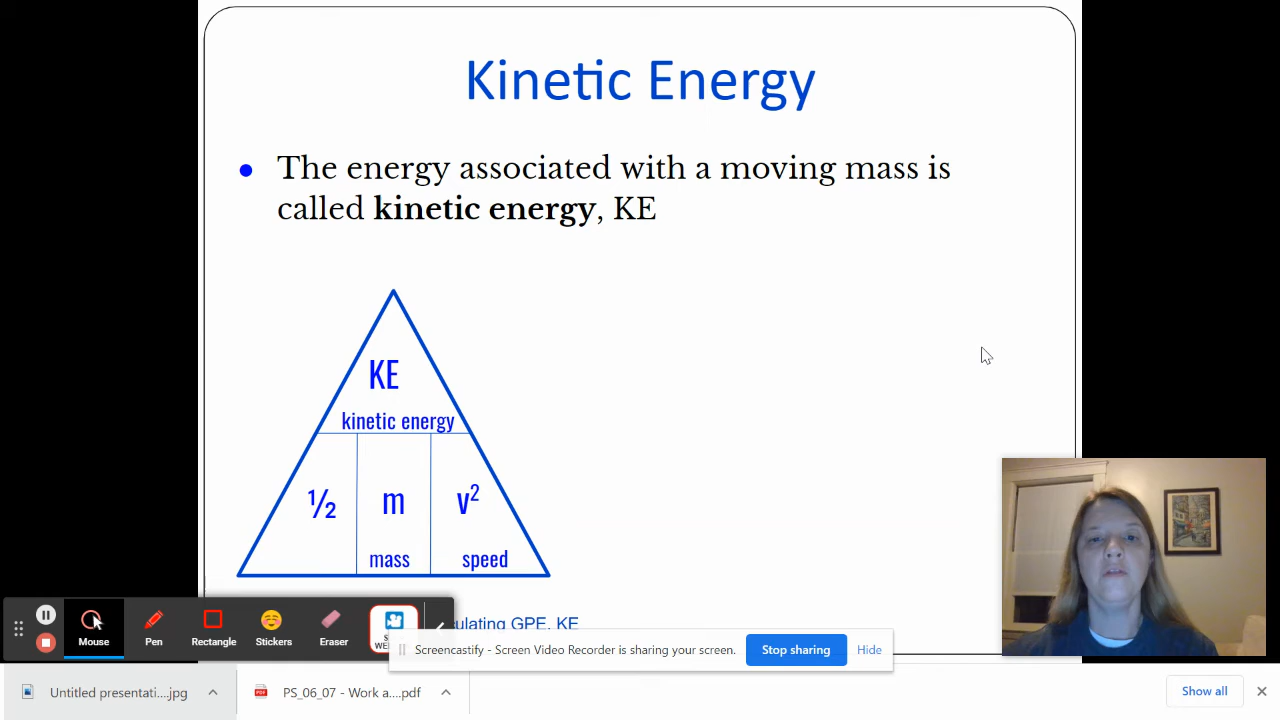 Kinetic Energy
The energy associated with a moving mass is
called kinetic energy, KE
KE
kinetic energy
½ m v²
mass speed
Mouse Pen Rectangle Stickers Eraser
culating GPE, KE
Screencastify - Screen Video Recorder is sharing your screen. Stop sharing Hide
Untitled presentati....jpg PDF PS_06_07 - Work a....pdf Show all